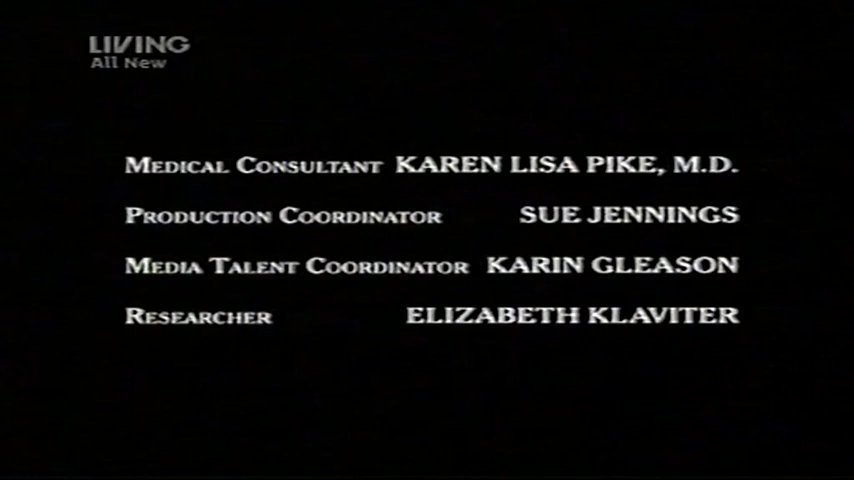 LIVING
All New
MEDICAL CONSULTANT KAREN LISA PIKE, M.D.
PRODUCTION COORDINATOR SUE JENNINGS
MEDIA TALENT COORDINATOR KARIN GLEASON
RESEARCHER ELIZABETH KLAVITER